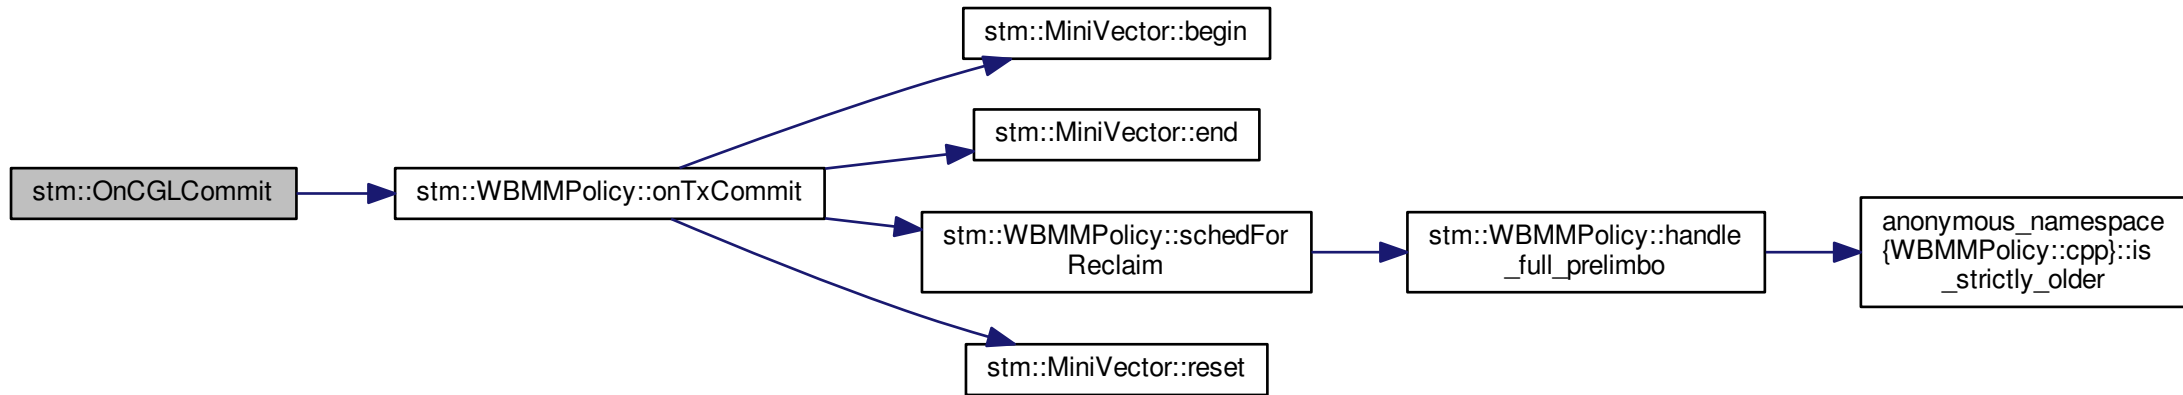 stm::MiniVector::begin
stm::MiniVector::end
stm::OnCGLCommit
stm::WBMMPolicy::onTxCommit
stm::WBMMPolicy::schedFor
Reclaim
stm::WBMMPolicy::handle
_full_prelimbo
anonymous_namespace
{WBMMPolicy::cpp}::is
_strictly_older
stm::MiniVector::reset